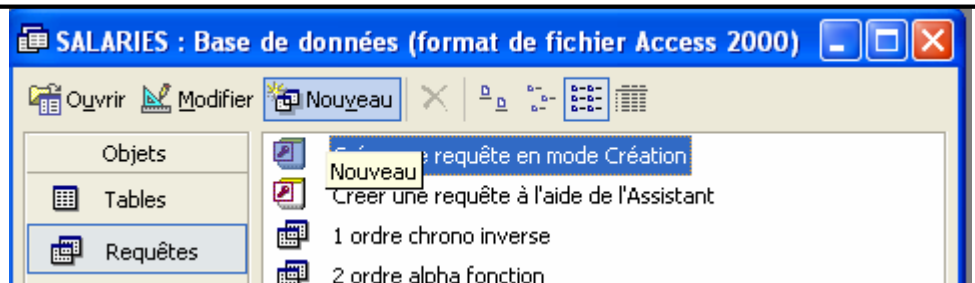 SALARIES : Base de données (format de fichier Access 2000)
Ouvrir Modifier Nouveau
Objets
requête en mode Création
Nouveau
Tables
Créer une requête à l'aide de l'Assistant
Requêtes
1 ordre chrono inverse
2 ordre alpha fonction